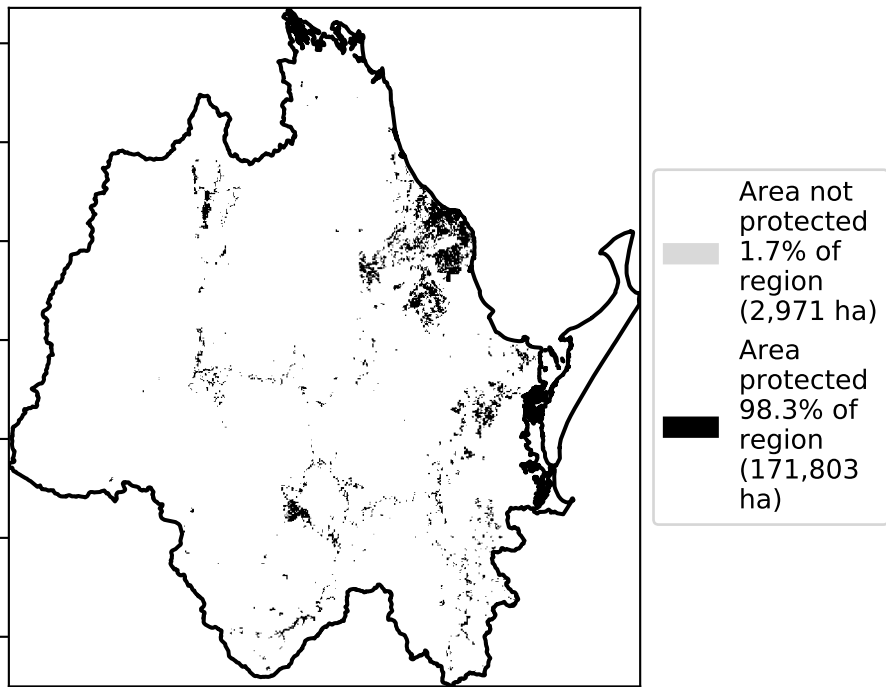 Area not
protected
1.7% of
region
(2,971 ha)
Area
protected
98.3% of
region
(171,803
ha)